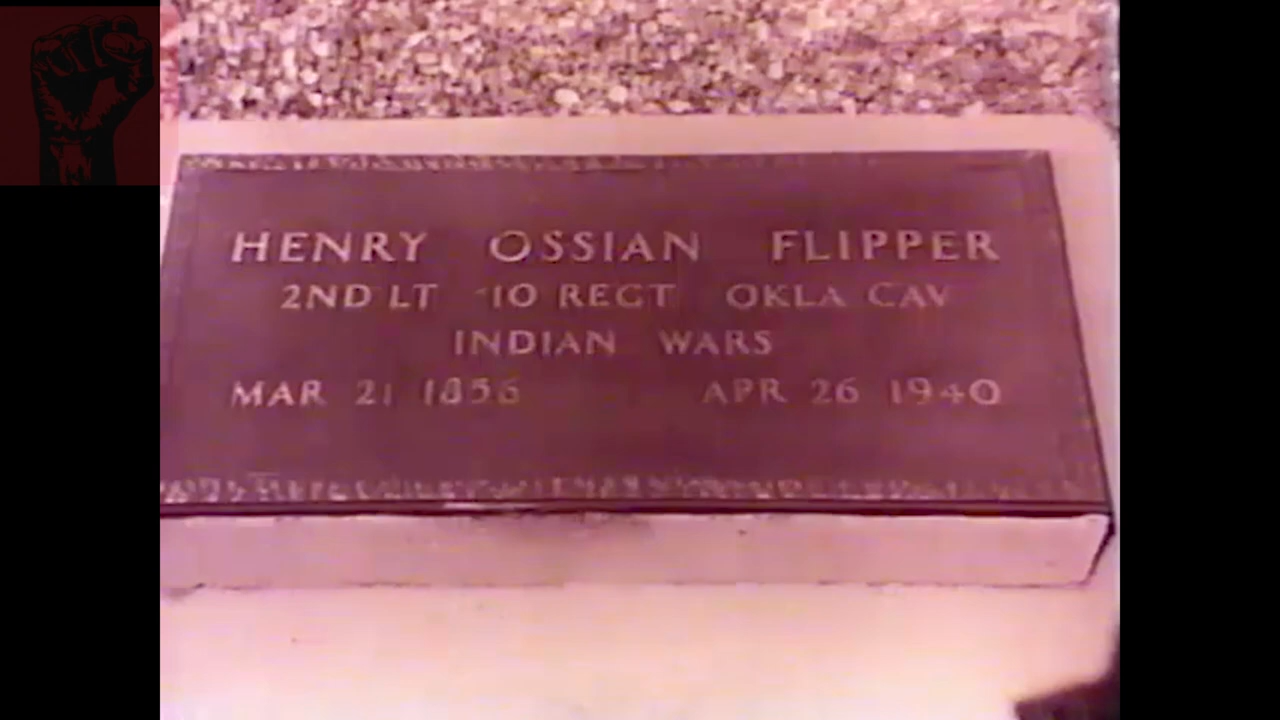 HENRY OSSIAN FLIPPER
2ND LT 10 REGT OKLA CAV
INDIAN WARS
MAR 21 1856 APR 26 1940